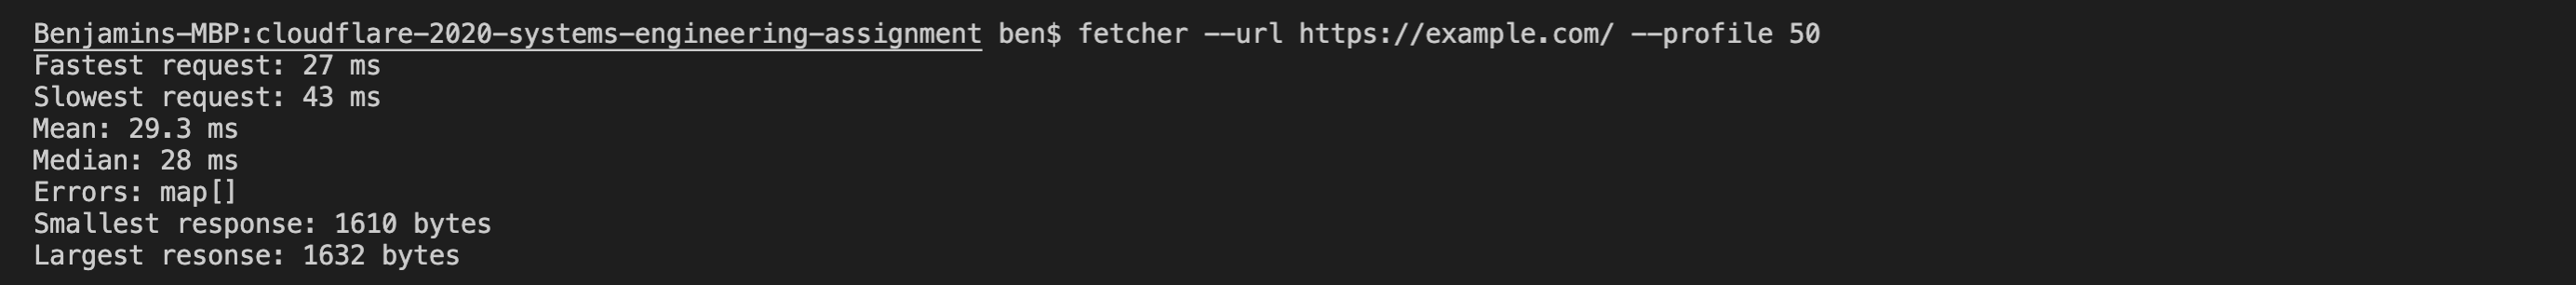 Benjamins-MBP:cloudflare-2020-systems-engineering-assignment ben$ fetcher --url https://example.com/ --profile 50
Fastest request: 27 ms
Slowest request: 43 ms
Mean: 29.3 ms
Median: 28 ms
Errors: map[]
Smallest response: 1610 bytes
Largest resonse: 1632 bytes